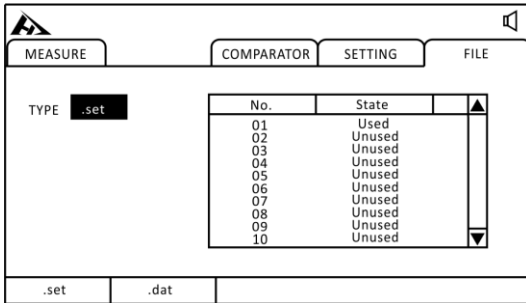 MEASURE COMPARATOR SETTING FILE
TYPE .set
No. State
01 Used
02 Unused
03 Unused
04 Unused
05 Unused
06 Unused
07 Unused
08 Unused
09 Unused
10 Unused
.set .dat